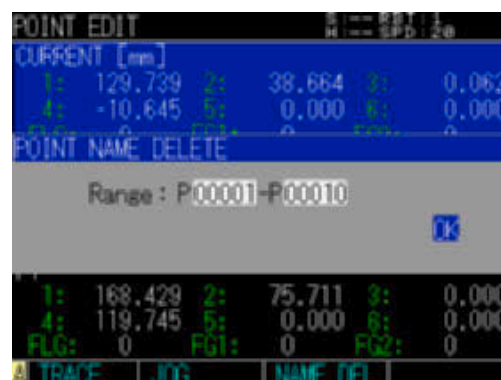 POINT EDIT
SPD: 20
CURRENT [mm]
1: 129.739 2: 38.664 3: 0.062
4: -10.645 5: 0.000 6: 0.000
POINT NAME DELETE
Range : P00001-P00010
OK
1: 168.429 2: 75.711 3: 0.000
4: 119.745 5: 0.000 6: 0.000
FLG: 0 FG1: 0 FG2: 0
TRACE JOG NAME DEL